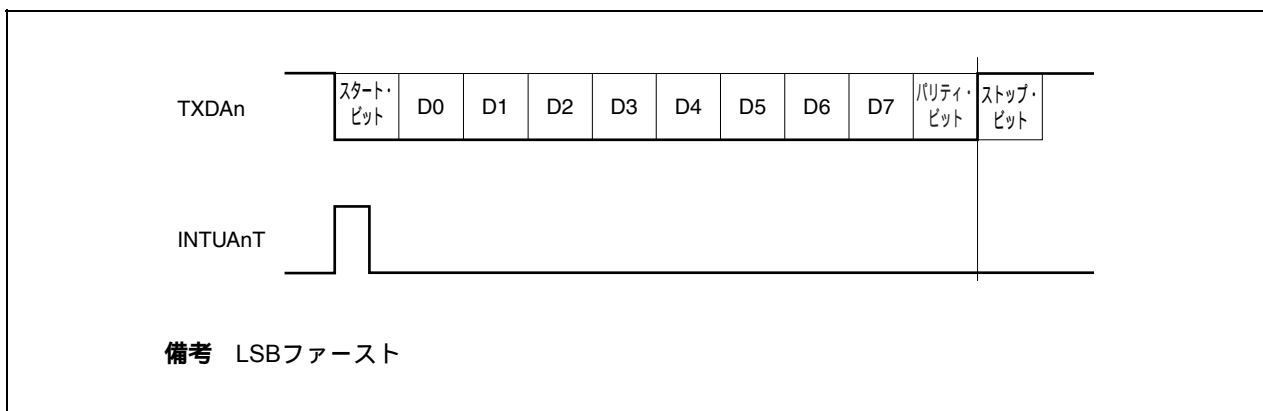 TXDAn
スタート・
ビット
D0
D1
D2
D3
D4
D5
D6
D7
パリティ・
ビット
ストップ・
ビット
INTUAnT
備考 LSBファースト